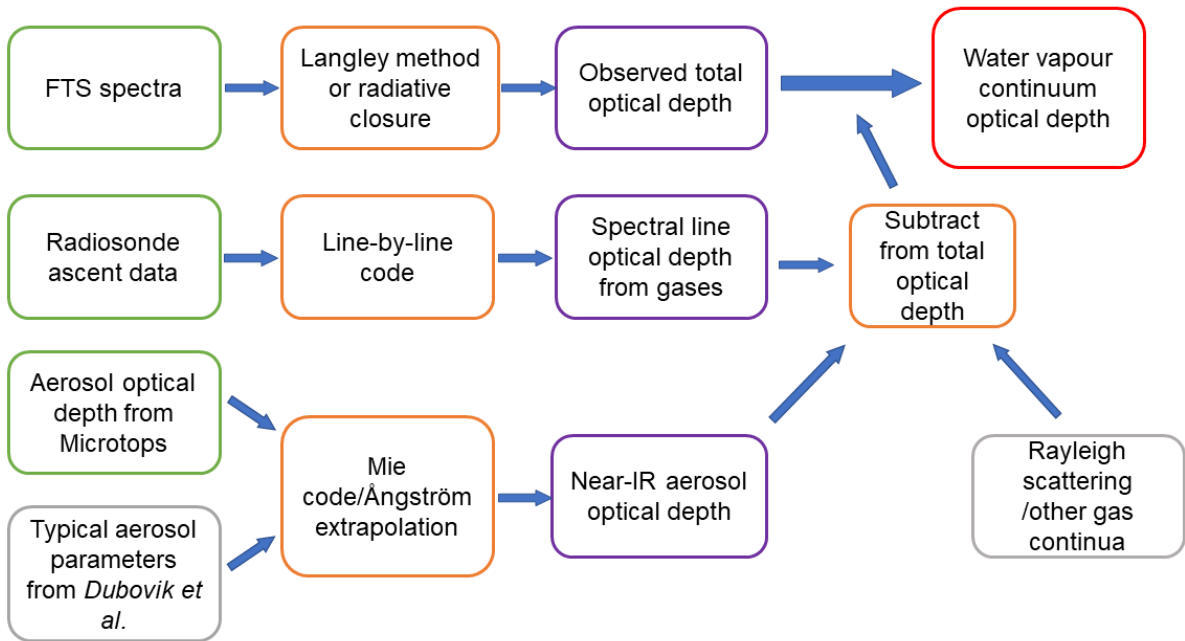 FTS spectra
Langley method
or radiative
closure
Observed total
optical depth
Water vapour
continuum
optical depth
Radiosonde
ascent data
Line-by-line
code
Spectral line
optical depth
from gases
Subtract
from total
optical
depth
Aerosol optical
depth from
Microtops
Typical aerosol
parameters
from Dubovik et
al.
Mie
code/Ångström
extrapolation
Near-IR aerosol
optical depth
Rayleigh
scattering
/other gas
continua